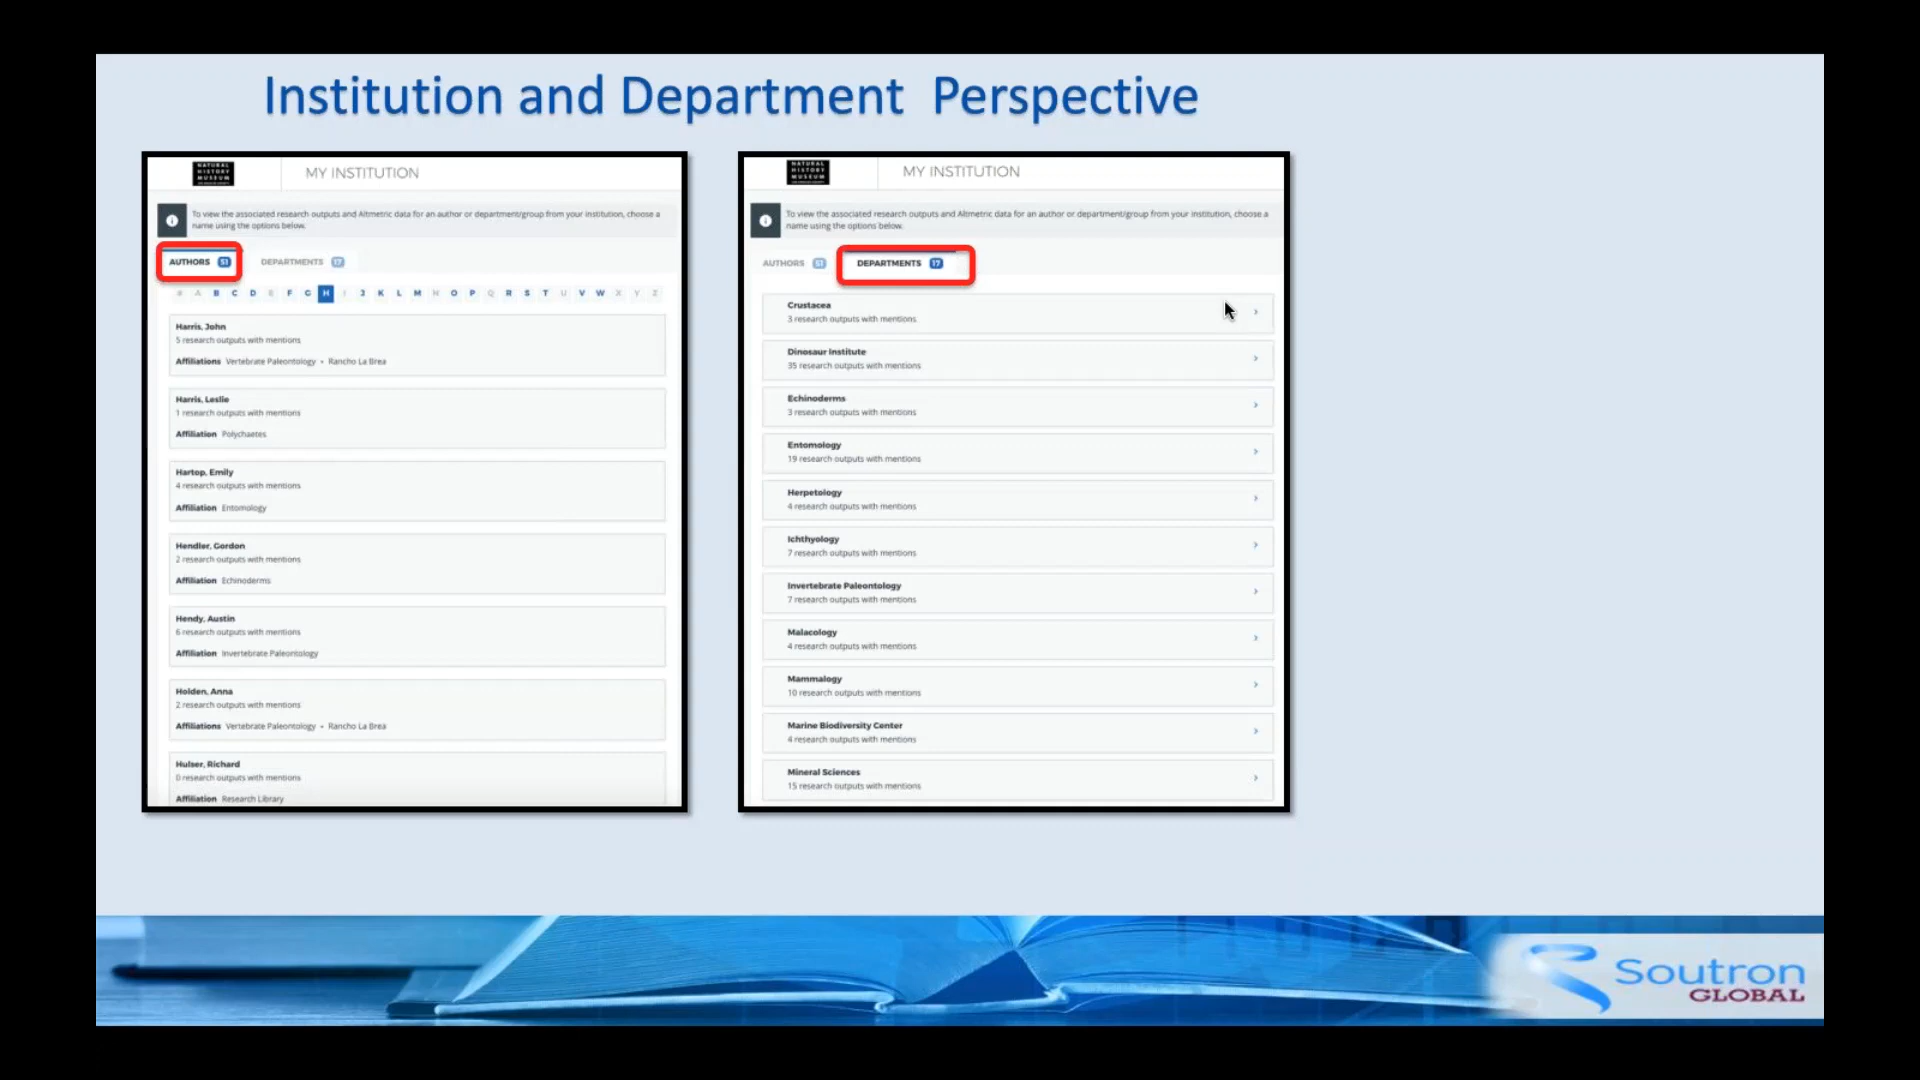 Institution and Department Perspective
NATURAL
HISTORY
MUSEUM
MY INSTITUTION
To view the associated research outputs and Altmetric data for an author or department/group from your institution, choose a
name using the options below.
AUTHORS 51 DEPARTMENTS 17
# A B C D E F G H I J K L M N O P Q R S T U V W X Y Z
Harris, John
5 research outputs with mentions
Affiliations Vertebrate Paleontology • Rancho La Brea
Harris, Leslie
1 research outputs with mentions
Affiliation Polychaetes
Hartop, Emily
4 research outputs with mentions
Affiliation Entomology
Hendler, Gordon
2 research outputs with mentions
Affiliation Echinoderms
Hendy, Austin
6 research outputs with mentions
Affiliation Invertebrate Paleontology
Holden, Anna
2 research outputs with mentions
Affiliations Vertebrate Paleontology • Rancho La Brea
Hulser, Richard
0 research outputs with mentions
Affiliation Research Library
NATURAL
HISTORY
MUSEUM
MY INSTITUTION
To view the associated research outputs and Altmetric data for an author or department/group from your institution, choose a
name using the options below.
AUTHORS 51 DEPARTMENTS 17
Crustacea
3 research outputs with mentions
Dinosaur Institute
35 research outputs with mentions
Echinoderms
3 research outputs with mentions
Entomology
19 research outputs with mentions
Herpetology
4 research outputs with mentions
Ichthyology
7 research outputs with mentions
Invertebrate Paleontology
7 research outputs with mentions
Malacology
4 research outputs with mentions
Mammalogy
10 research outputs with mentions
Marine Biodiversity Center
4 research outputs with mentions
Mineral Sciences
15 research outputs with mentions
Soutron
GLOBAL